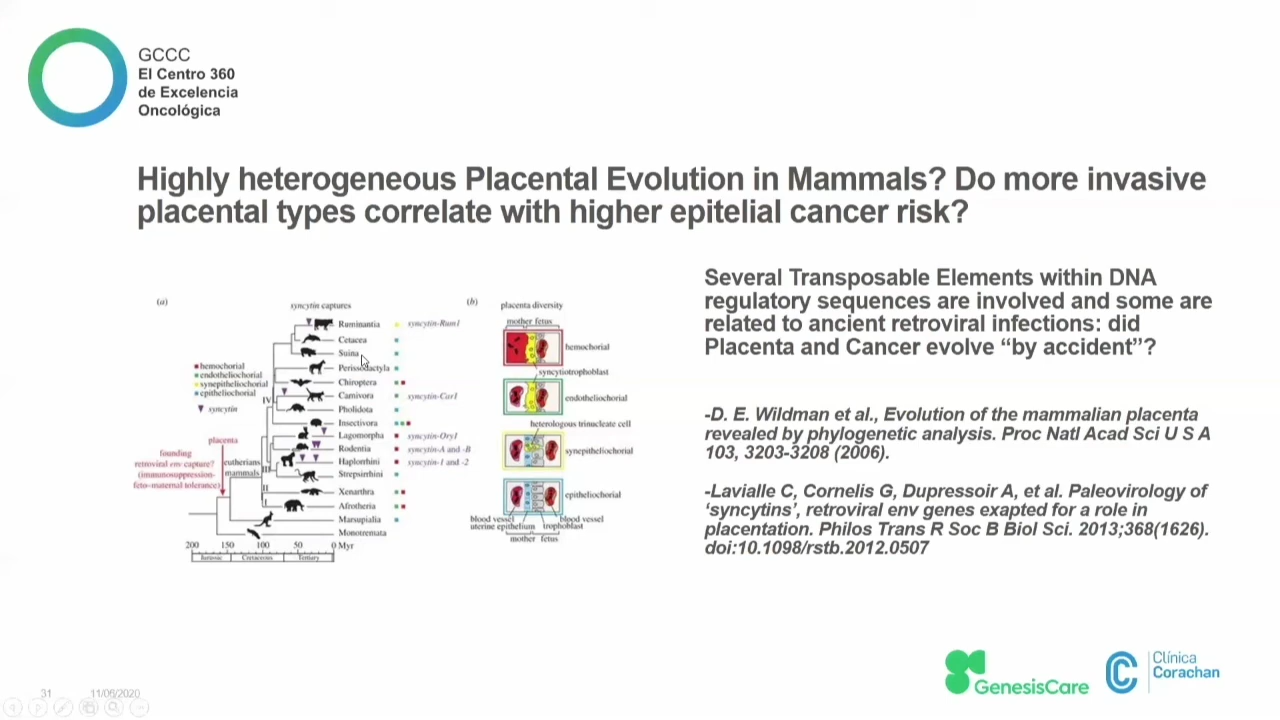 GCCC
El Centro 360
de Excelencia
Oncológica
Highly heterogeneous Placental Evolution in Mammals? Do more invasive
placental types correlate with higher epitelial cancer risk?
(a)
syncytin captures
Ruminantia
syncytin-Rum1
Cetacea
Suina
Perissodactyla
Chiroptera
Carnivora
syncytin-Car1
Pholidota
Insectivora
Lagomorpha
syncytin-Ory1
Rodentia
syncytin-A and -B
Haplorrhini
syncytin-1 and -2
Strepsirrhini
Xenarthra
Afrotheria
Marsupialia
Monotremata
hemochorial
endotheliochorial
synepitheliochorial
epitheliochorial
syncytin
IV
III
II
I
placenta
founding
retroviral env capture?
(immunosuppression-
feto-maternal tolerance)
eutherians
mammals
200 150 100 50 0 Myr
Jurassic Cretaceous Tertiary
(b)
placenta diversity
mother fetus
hemochorial
syncytiotrophoblast
endotheliochorial
heterologous trinucleate cell
synepitheliochorial
epitheliochorial
blood vessel blood vessel
uterine epithelium trophoblast
mother fetus
Several Transposable Elements within DNA
regulatory sequences are involved and some are
related to ancient retroviral infections: did
Placenta and Cancer evolve “by accident”?
-D. E. Wildman et al., Evolution of the mammalian placenta
revealed by phylogenetic analysis. Proc Natl Acad Sci U S A
103, 3203-3208 (2006).
-Lavialle C, Cornelis G, Dupressoir A, et al. Paleovirology of
‘syncytins’, retroviral env genes exapted for a role in
placentation. Philos Trans R Soc B Biol Sci. 2013;368(1626).
doi:10.1098/rstb.2012.0507
31 11/06/2020
GenesisCare
Clínica
Corachan